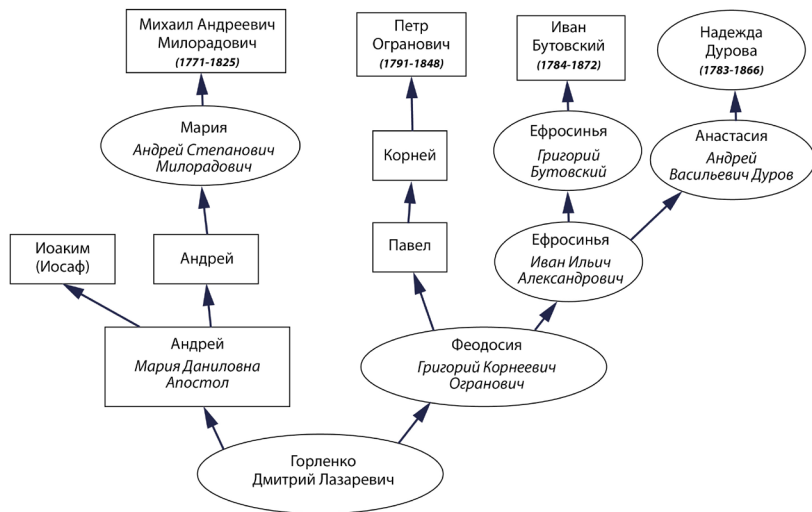 Михаил Андреевич
Милорадович
(1771-1825)
Петр
Огранович
(1791-1848)
Иван
Бутовский
(1784-1872)
Надежда
Дурова
(1783-1866)
Мария
Андрей Степанович
Милорадович
Корней
Ефросинья
Григорий
Бутовский
Анастасия
Андрей
Васильевич Дуров
Иоаким
(Иосаф)
Андрей
Павел
Ефросинья
Иван Ильич
Александрович
Андрей
Мария Даниловна
Апостол
Феодосия
Григорий Корнеевич
Огранович
Горленко
Дмитрий Лазаревич